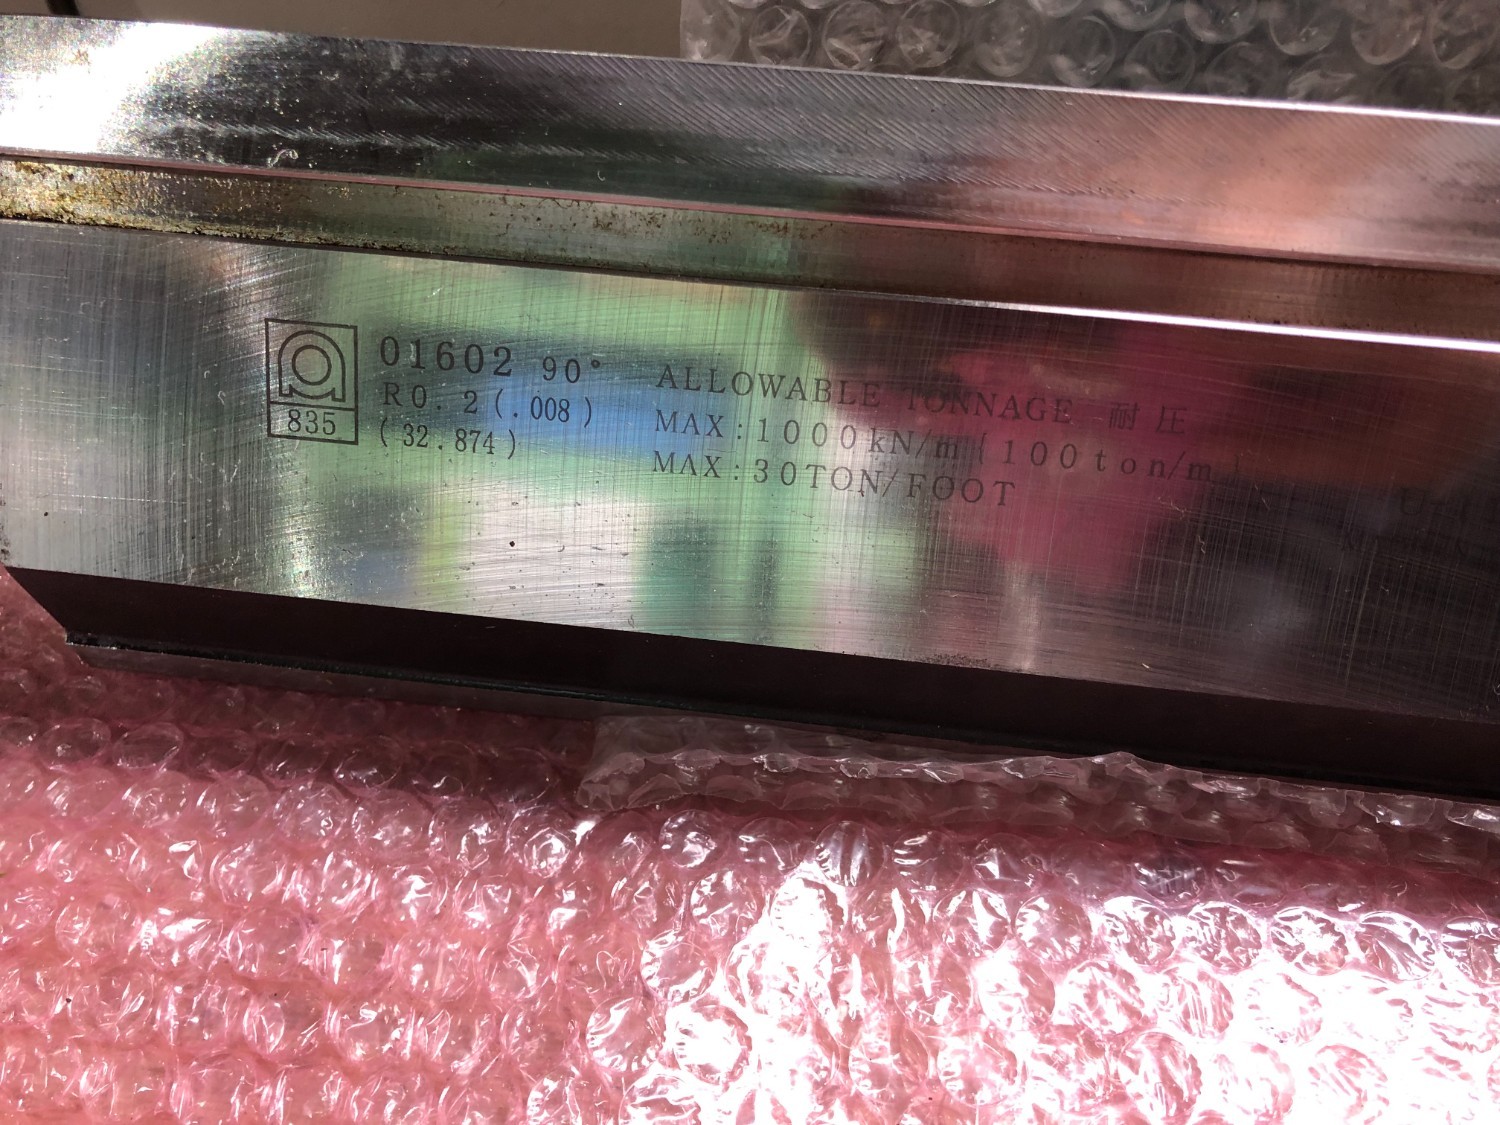 01602 90°
R0.2(.008)
835
(32.874)
ALLOWABLE TONNAGE 耐圧
MAX:1000kN/m{100ton/m}
MAX:30TON/FOOT